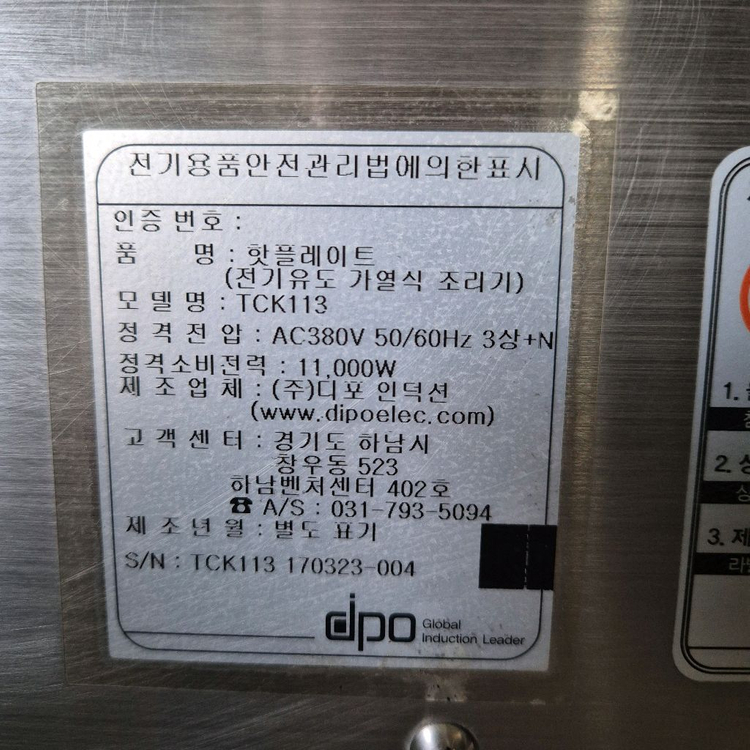 전기용품안전관리법에의한표시
인증 번호 :
품 명 : 핫플레이트
(전기유도 가열식 조리기)
모 델 명 : TCK113
정 격 전 압 : AC380V 50/60Hz 3상+N
정격소비전력 : 11,000W
제 조 업 체 : (주)디포 인덕션
(www.dipoelec.com)
고 객 센 터 : 경기도 하남시
창우동 523
하남벤처센터 402호
☎ A/S : 031-793-5094
제 조 년 월 : 별도 표기
S/N : TCK113 170323-004
dipo Global
Induction Leader
1.
2.
3. 제